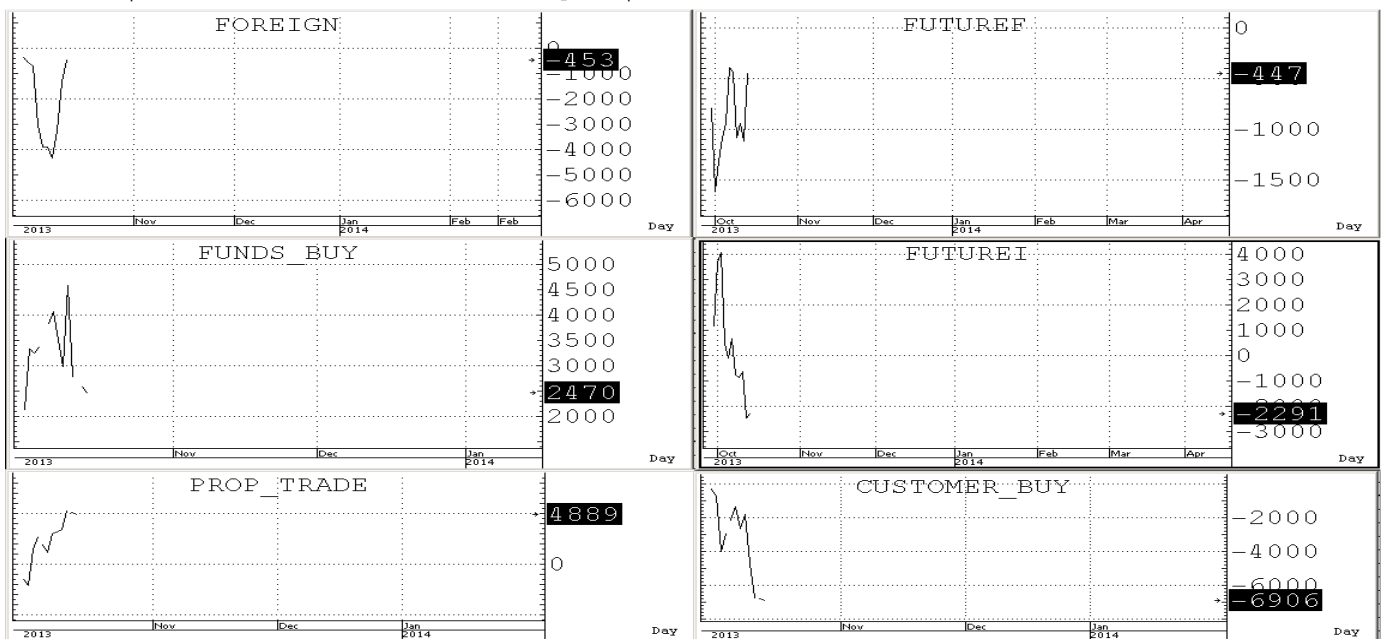 FOREIGN
0
-453
-1000
-2000
-3000
-4000
-5000
-6000
Nov
Dec
Jan
Feb
Feb
2013
2014
Day
FUTUREF
0
-447
-1000
-1500
Oct
Nov
Dec
Jan
Feb
Mar
Apr
2013
2014
Day
FUNDS_BUY
5000
4500
4000
3500
3000
2470
2000
Nov
Dec
Jan
2013
2014
Day
FUTUREI
4000
3000
2000
1000
0
-1000
-2291
-3000
Oct
Nov
Dec
Jan
Feb
Mar
Apr
2013
2014
Day
PROP_TRADE
4889
0
Nov
Dec
Jan
2013
2014
Day
CUSTOMER_BUY
-2000
-4000
-6000
-6906
Nov
Dec
Jan
2013
2014
Day